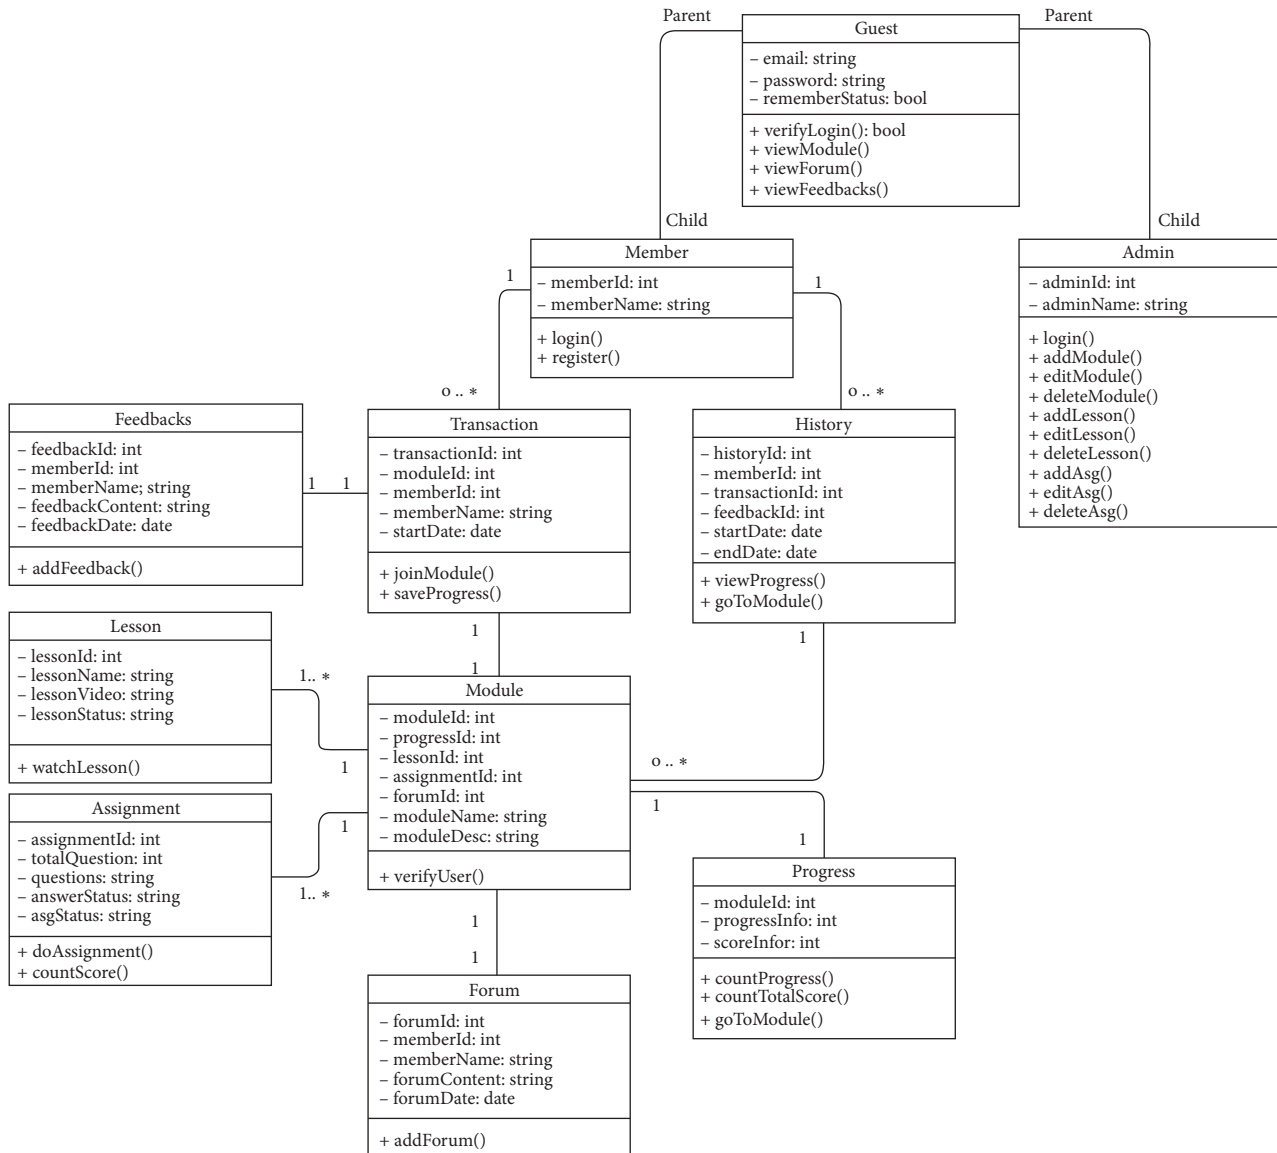 Parent
Guest
Parent
– email: string
– password: string
– rememberStatus: bool
+ verifyLogin(): bool
+ viewModule()
+ viewForum()
+ viewFeedbacks()
Child
Child
Member
1
– memberId: int
– memberName: string
1
+ login()
+ register()
Admin
– adminId: int
– adminName: string
+ login()
+ addModule()
+ editModule()
+ deleteModule()
+ addLesson()
+ editLesson()
+ deleteLesson()
+ addAsg()
+ editAsg()
+ deleteAsg()
o .. *
o .. *
Feedbacks
– feedbackId: int
– memberId: int
– memberName; string
– feedbackContent: string
– feedbackDate: date
+ addFeedback()
1
1
Transaction
– transactionId: int
– moduleId: int
– memberId: int
– memberName: string
– startDate: date
+ joinModule()
+ saveProgress()
History
– historyId: int
– memberId: int
– transactionId: int
– feedbackId: int
– startDate: date
– endDate: date
+ viewProgress()
+ goToModule()
1
1
1
Lesson
– lessonId: int
– lessonName: string
– lessonVideo: string
– lessonStatus: string
+ watchLesson()
1.. *
1
Module
– moduleId: int
– progressId: int
– lessonId: int
– assignmentId: int
– forumId: int
– moduleName: string
– moduleDesc: string
+ verifyUser()
o .. *
1
1
Assignment
– assignmentId: int
– totalQuestion: int
– questions: string
– answerStatus: string
– asgStatus: string
+ doAssignment()
+ countScore()
1
1.. *
Progress
– moduleId: int
– progressInfo: int
– scoreInfor: int
+ countProgress()
+ countTotalScore()
+ goToModule()
1
1
Forum
– forumId: int
– memberId: int
– memberName: string
– forumContent: string
– forumDate: date
+ addForum()